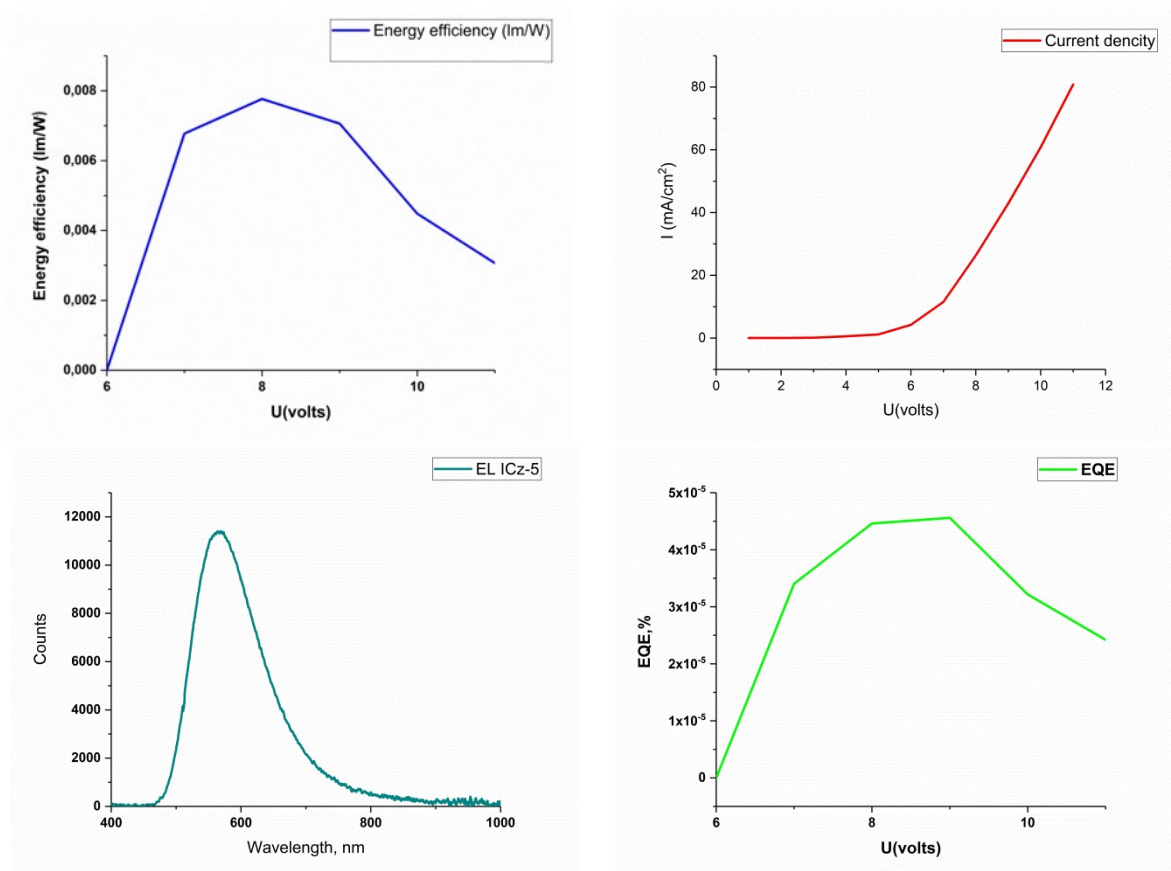 Energy efficiency (lm/W)
0,008
0,006
0,004
0,002
0,000
Energy efficiency (lm/W)
6
8
10
U(volts)
Current dencity
80
60
40
20
0
I (mA/cm²)
0
2
4
6
8
10
12
U(volts)
EL ICz-5
12000
10000
8000
6000
4000
2000
0
Counts
400
600
800
1000
Wavelength, nm
EQE
5x10⁻⁵
4x10⁻⁵
3x10⁻⁵
2x10⁻⁵
1x10⁻⁵
0
EQE,%
6
8
10
U(volts)